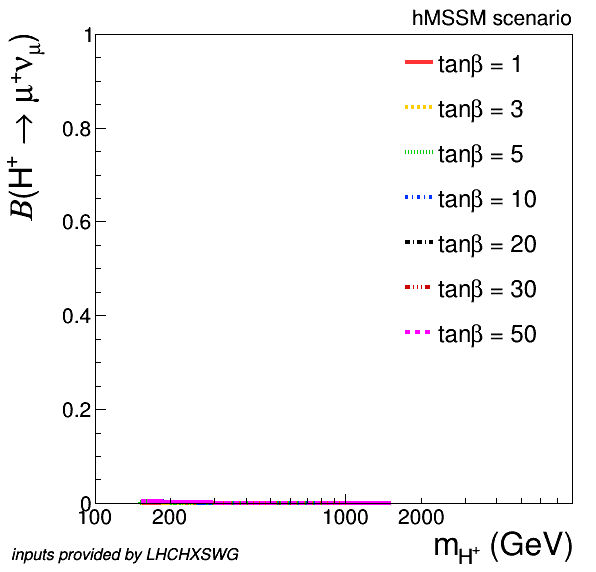 hMSSM scenario
B(H⁺ → μ⁺ν_μ)
1
0.8
0.6
0.4
0.2
0
tanβ = 1
tanβ = 3
tanβ = 5
tanβ = 10
tanβ = 20
tanβ = 30
tanβ = 50
100 200 1000 2000
m_H⁺ (GeV)
inputs provided by LHCHXSWG